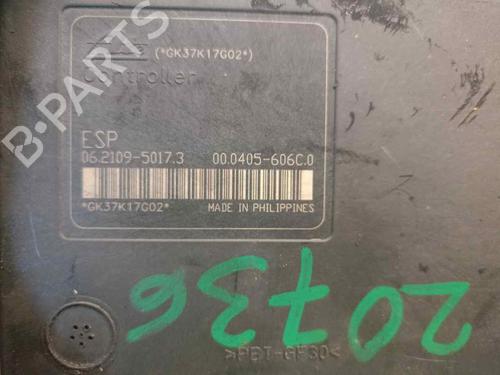 (*GK37K17G02*)
Controller
ESP
06.2109-5017.3 00.0405-606C.0
*GK37K17G02* MADE IN PHILIPPINES
20736
>PBT-GF30<
B-PARTS